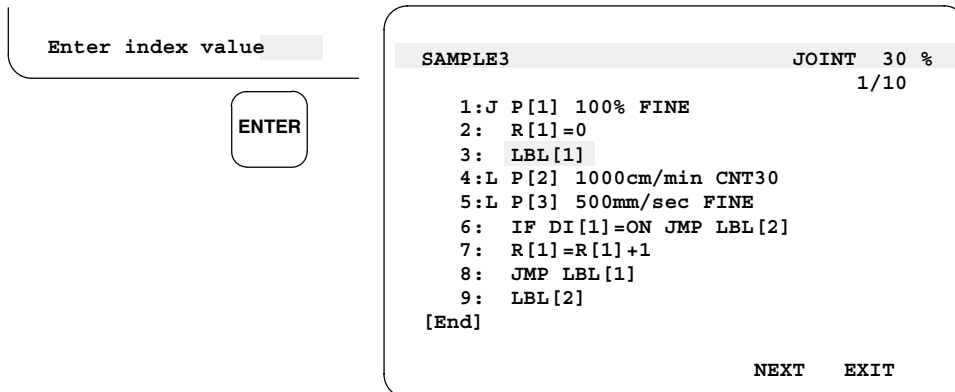 Enter index value
ENTER
SAMPLE3 JOINT 30 %
1/10
1:J P[1] 100% FINE
2: R[1]=0
3: LBL[1]
4:L P[2] 1000cm/min CNT30
5:L P[3] 500mm/sec FINE
6: IF DI[1]=ON JMP LBL[2]
7: R[1]=R[1]+1
8: JMP LBL[1]
9: LBL[2]
[End]
NEXT EXIT